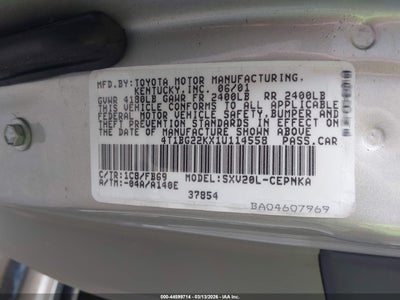 MFD.BY:TOYOTA MOTOR MANUFACTURING.
KENTUCKY,INC. 06/01
GVWR 4180LB GAWR FR 2400LB RR 2400LB
THIS VEHICLE CONFORMS TO ALL APPLICABLE
FEDERAL MOTOR VEHICLE SAFETY, BUMPER AND
THEFT PREVENTION STANDARDS IN EFFECT ON
THE DATE OF MANUFACTURE SHOWN ABOVE.
4T1BG22KX1U114558 PASS.CAR
C/TR:1C8/FB69 MODEL:SXV20L-CEPNKA
A/TM:-04A/A140E
37854
BA04607969
000-44599714 - 03/13/2026 - IAAI.COM